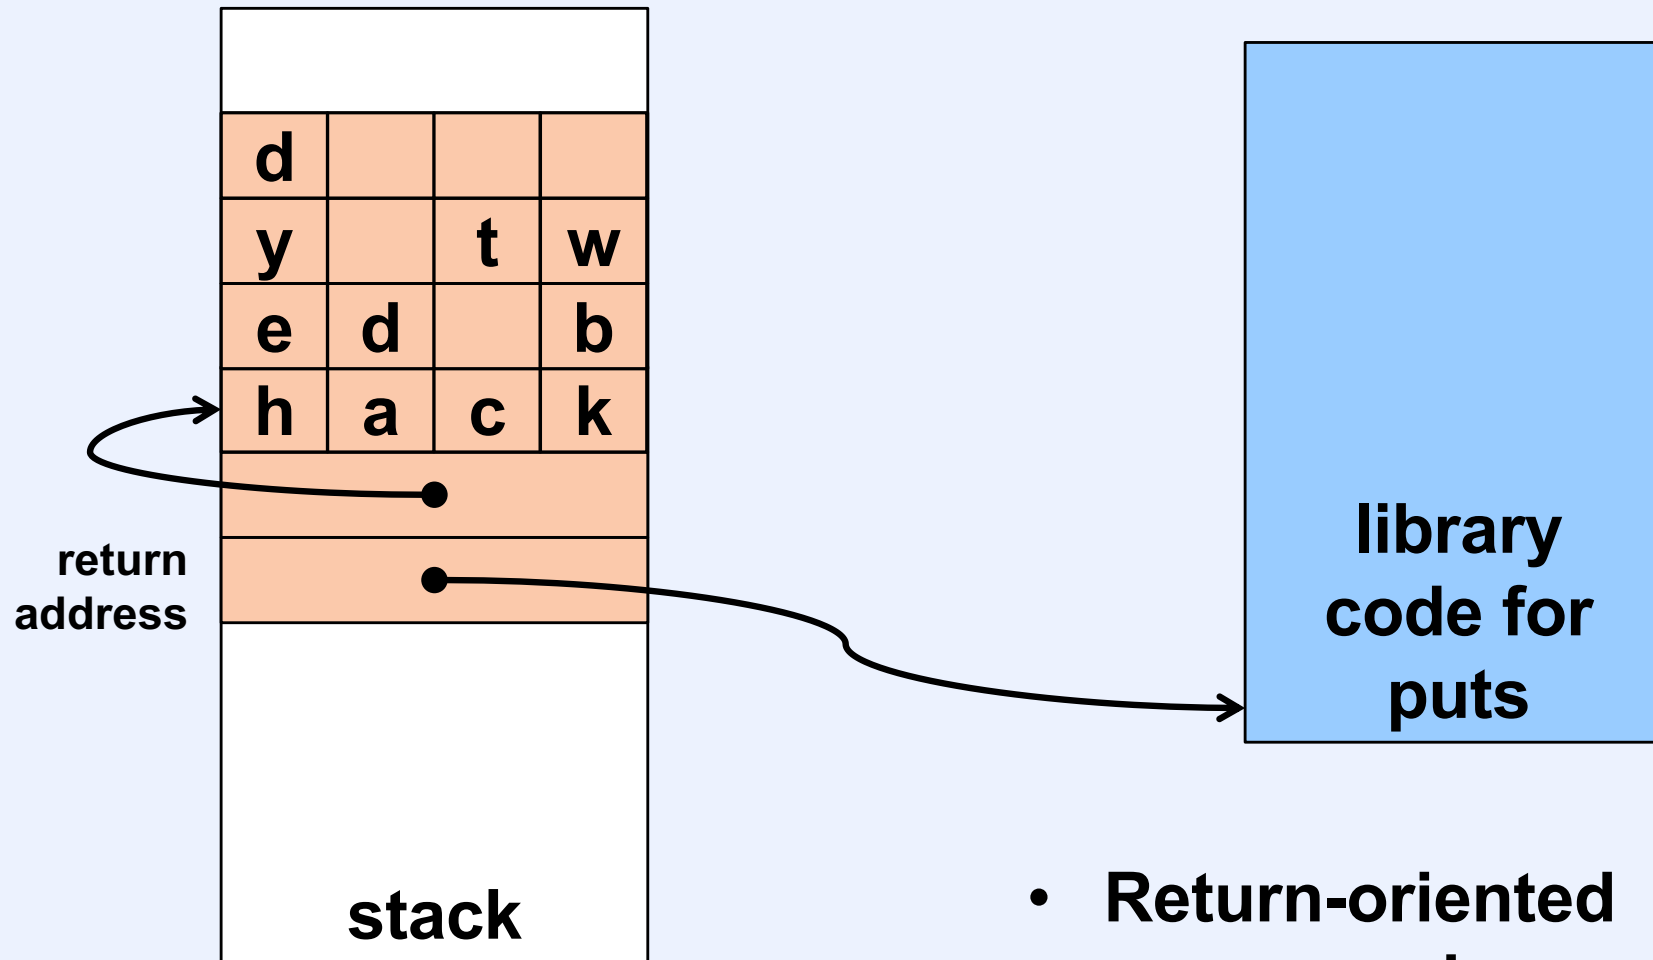 d
y t w
e d b
h a c k
return
address
library
code for
puts
stack
• Return-oriented